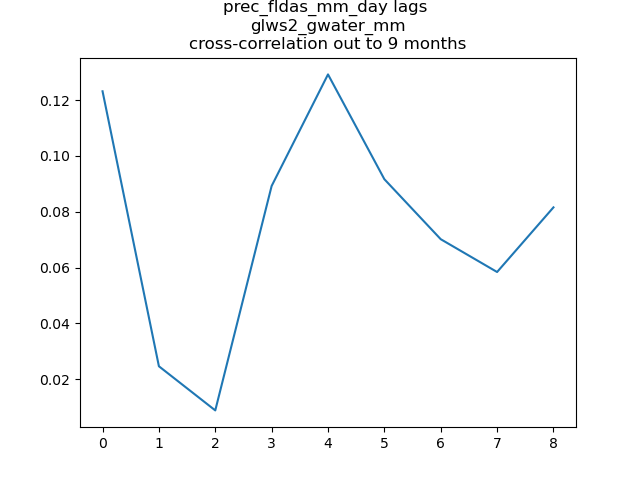 prec_fldas_mm_day lags
glws2_gwater_mm
cross-correlation out to 9 months
0.12
0.10
0.08
0.06
0.04
0.02
0 1 2 3 4 5 6 7 8